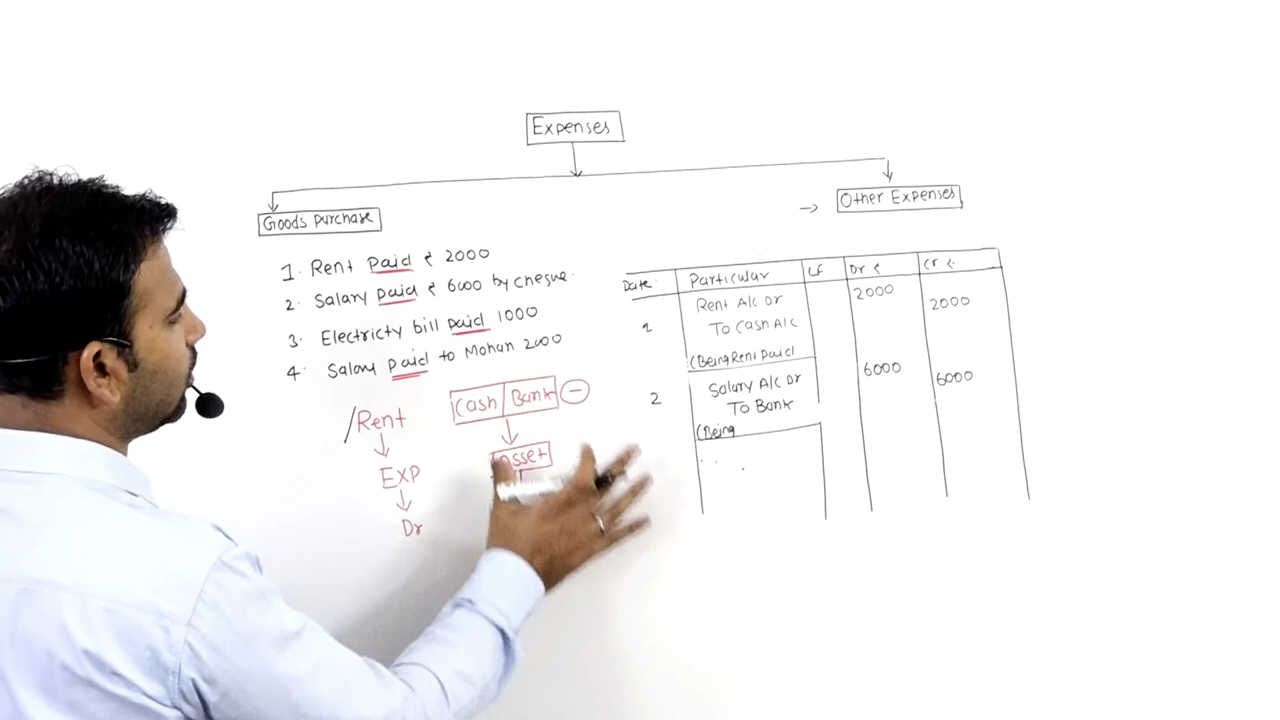 Expenses
Goods Purchase
→ Other Expenses
1. Rent paid ₹ 2000
2. Salary paid ₹ 6000 by cheque.
3. Electricty bill paid 1000
4. Salary paid to Mohan 2000
Cash/Bank −
/Rent
Asset
Exp
Dr
Date Particular LF Dr ₹ Cr ₹
1 Rent A/c Dr 2000
To Cash A/c 2000
(Being Rent paid
2 Salary A/c Dr 6000
To Bank 6000
(Being